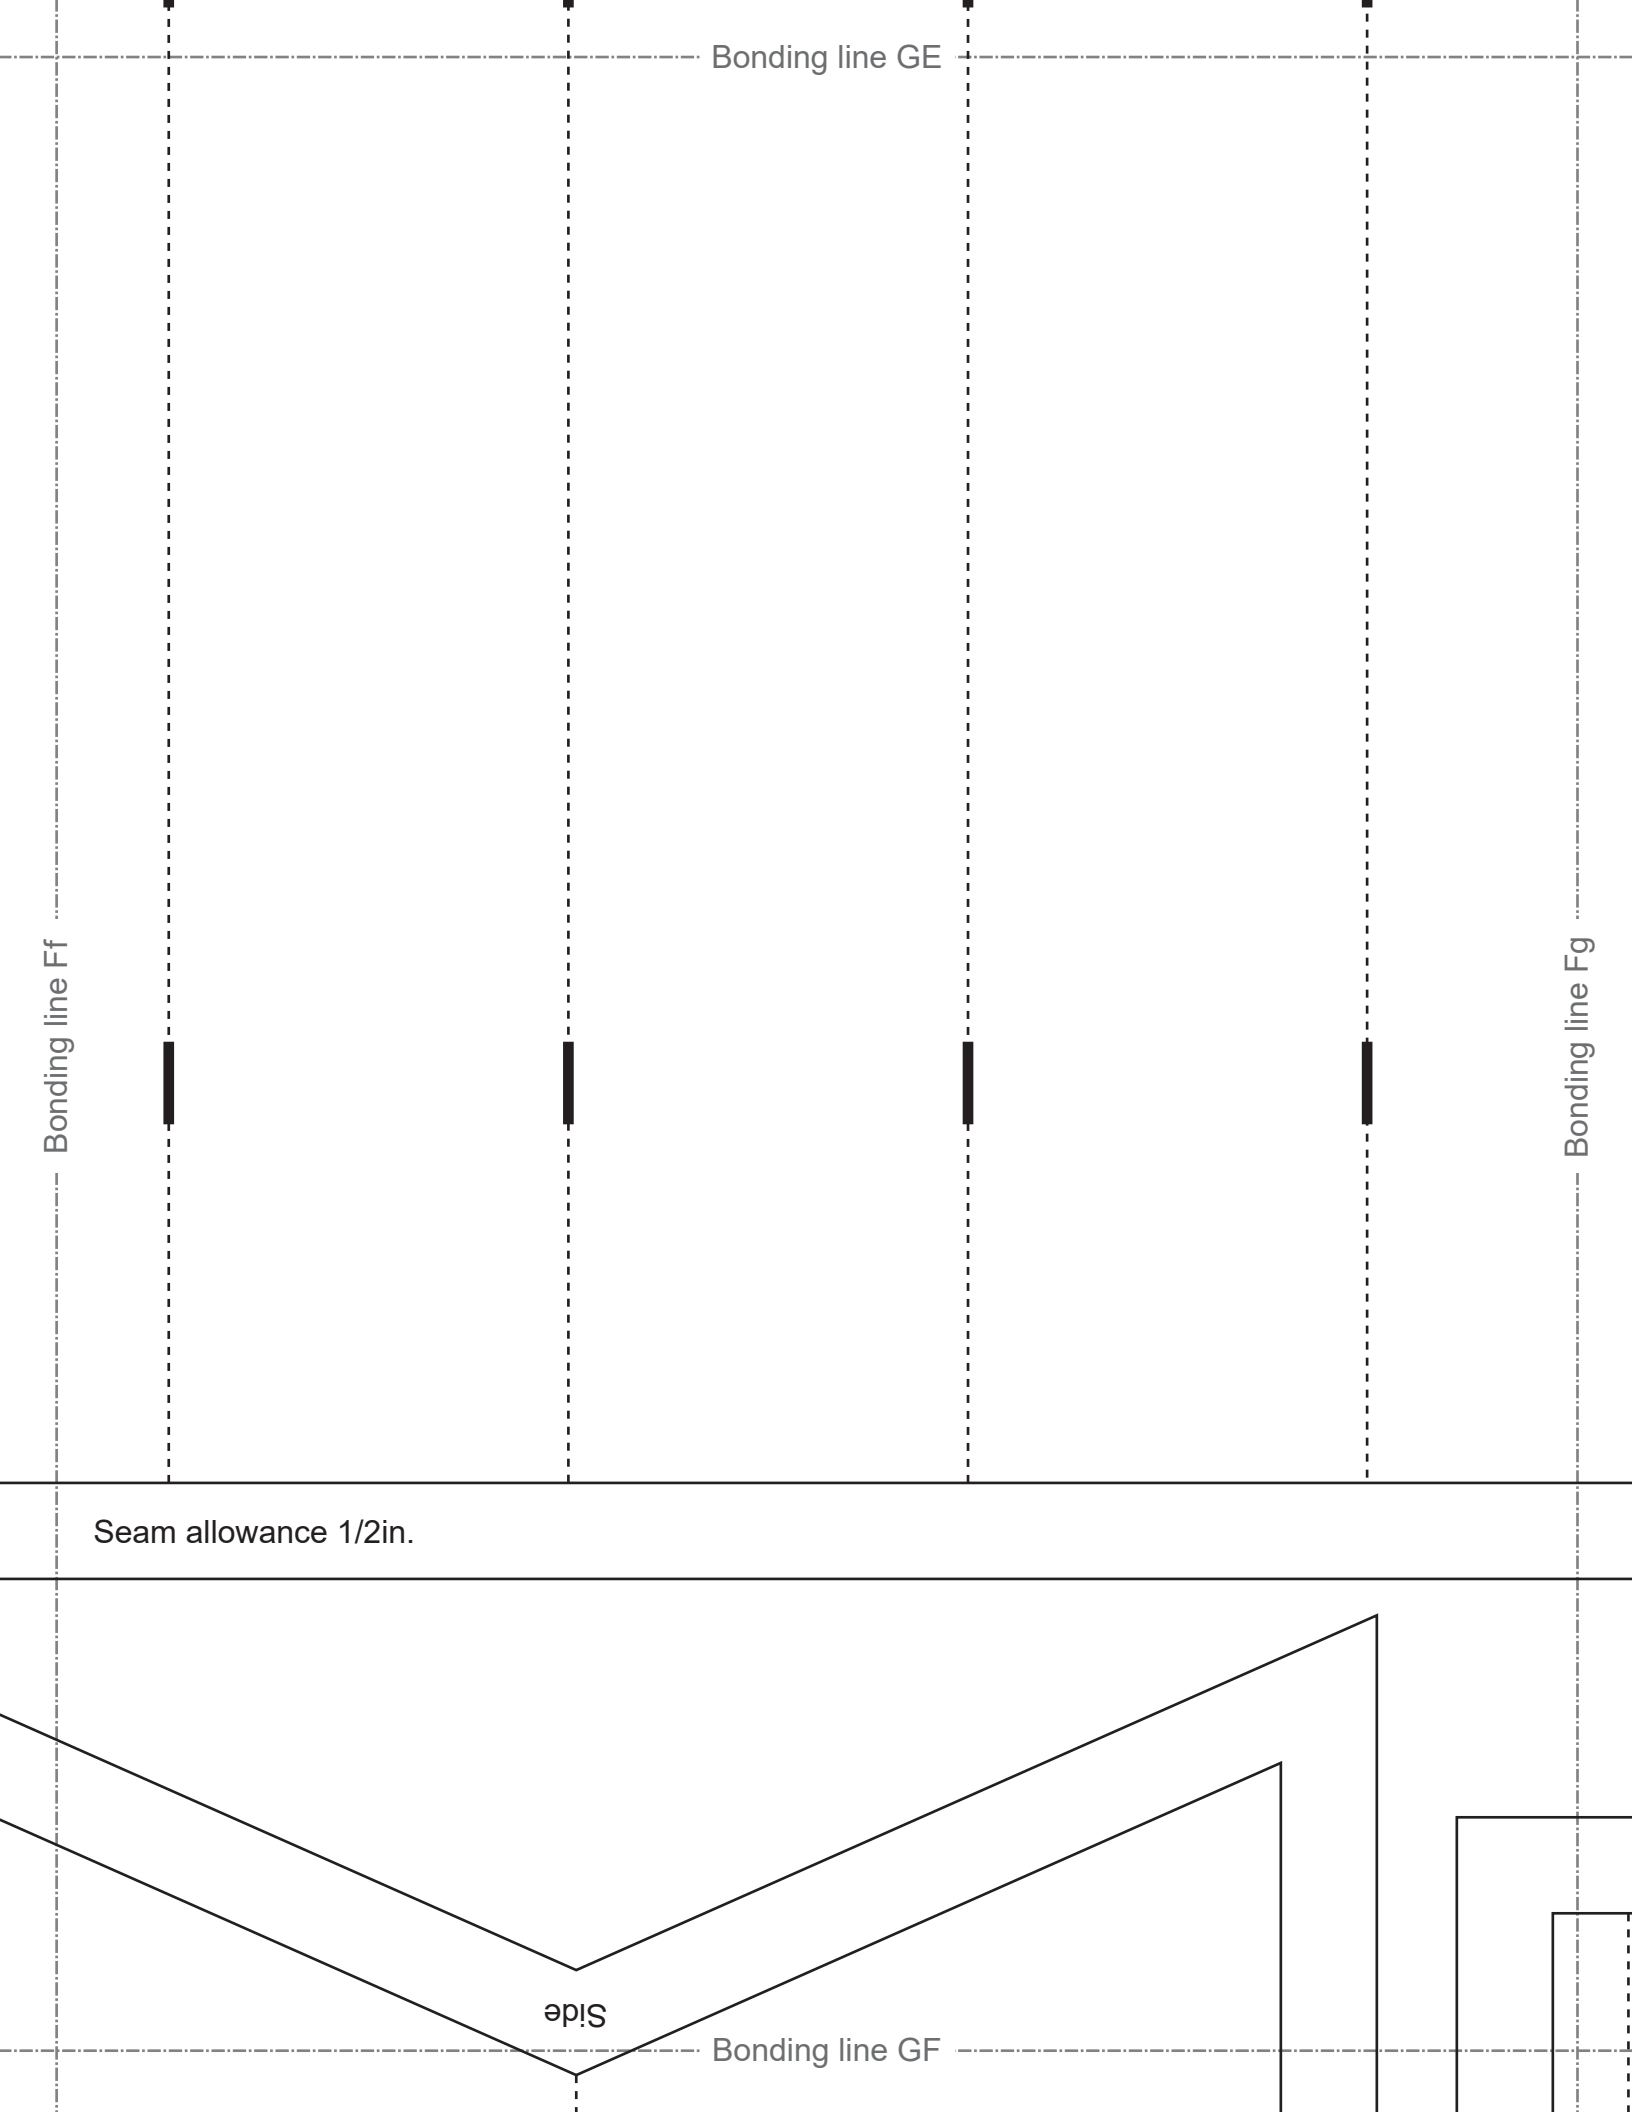 Bonding line GE
Bonding line Ff
Bonding line Fg
Seam allowance 1/2in.
Side
Bonding line GF